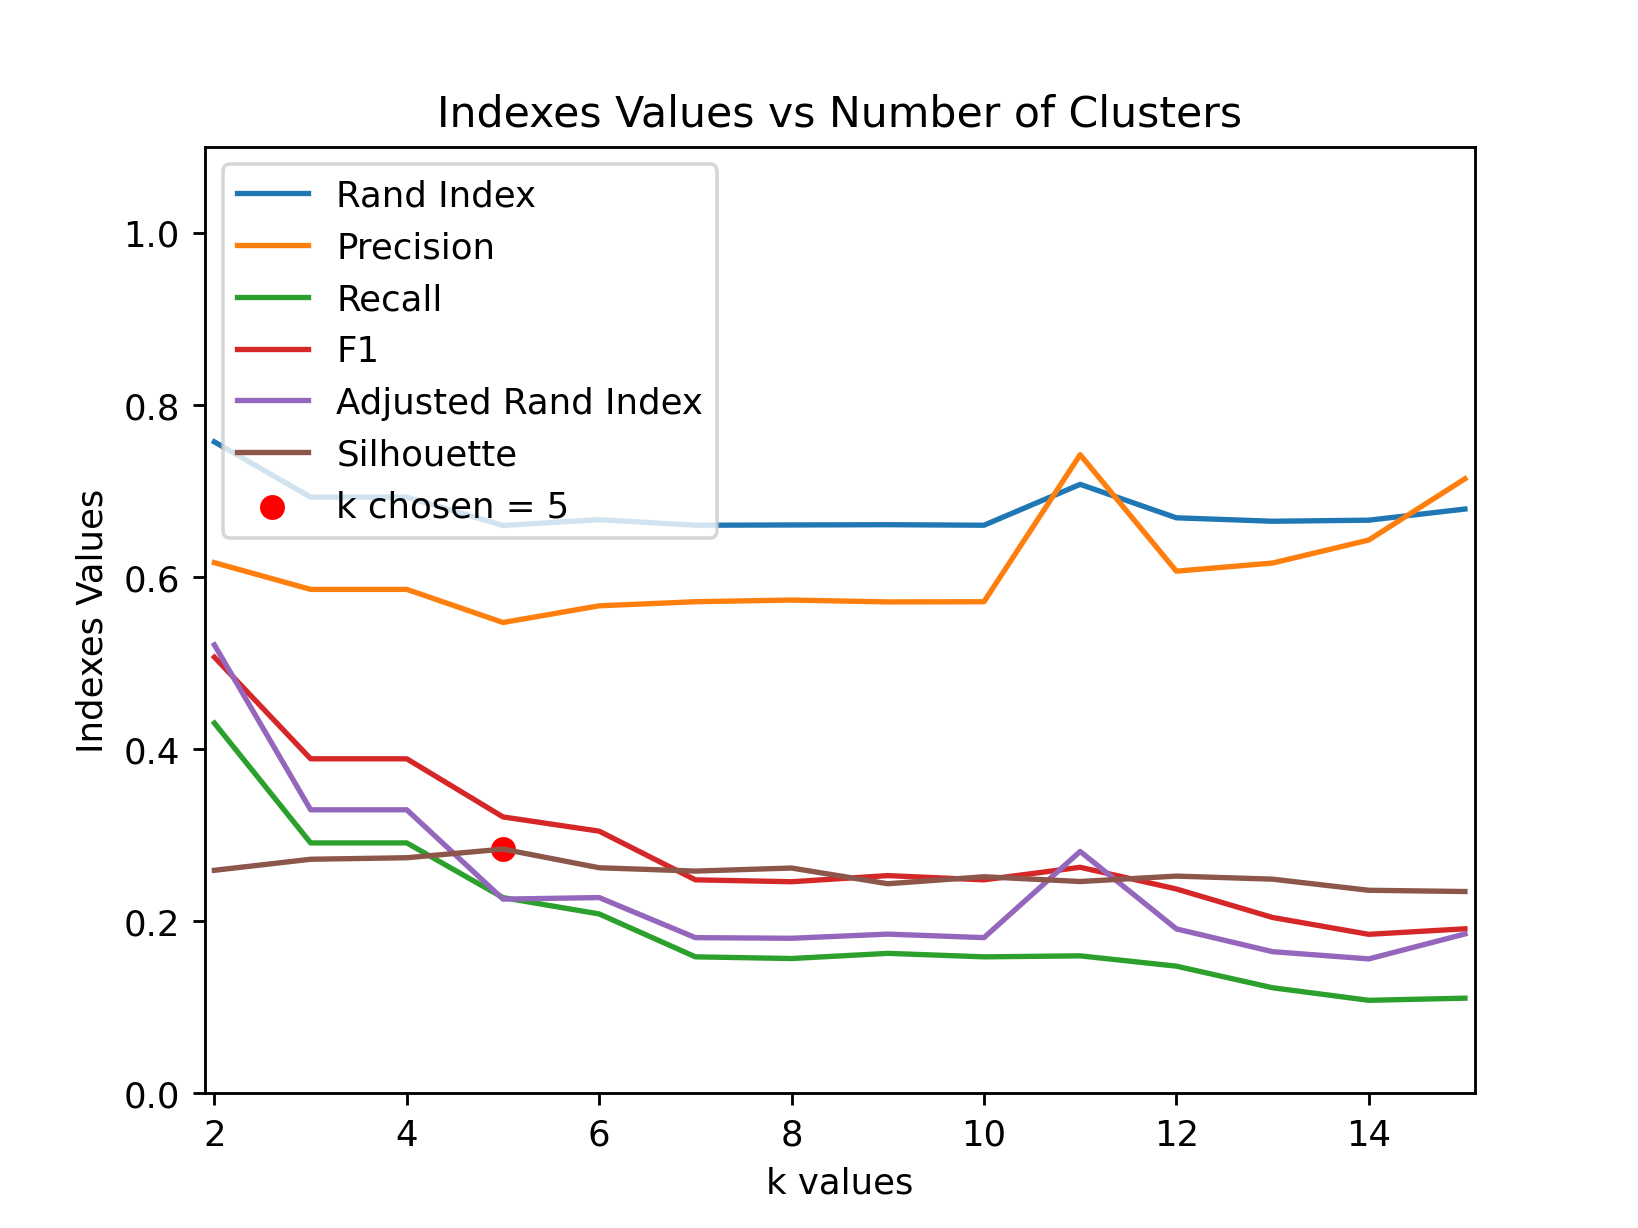 Indexes Values vs Number of Clusters
Rand Index
Precision
Recall
F1
Adjusted Rand Index
Silhouette
k chosen = 5
Indexes Values
1.0
0.8
0.6
0.4
0.2
0.0
2 4 6 8 10 12 14
k values